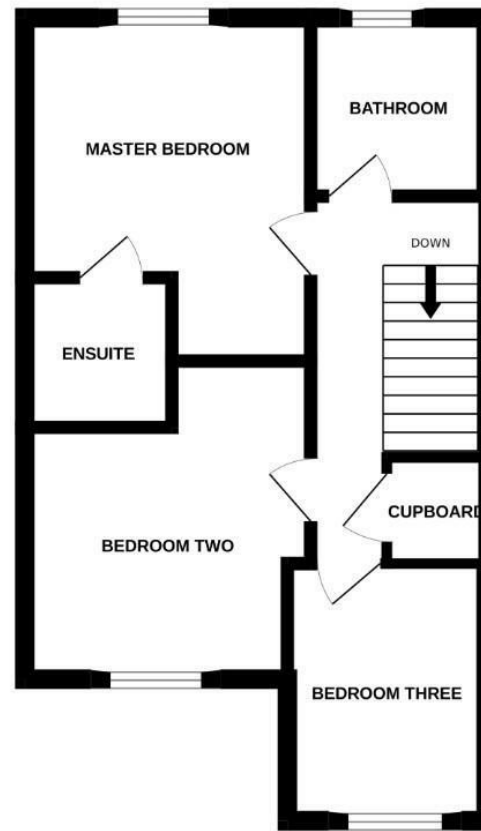 BATHROOM
MASTER BEDROOM
DOWN
ENSUITE
CUPBOARD
BEDROOM TWO
BEDROOM THREE